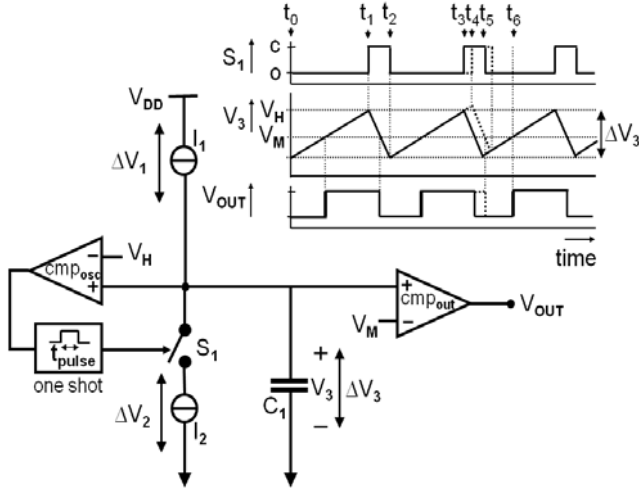 t0 t1 t2 t3 t4 t5 t6
S1 C
O
V3 VH
VM
ΔV3
VOUT
time
VDD
ΔV1 I1
VH
cmposc
−
+
tpulse
one shot
S1
ΔV2 I2
C1 V3 ΔV3
+
−
VM
+
−
cmpout
VOUT